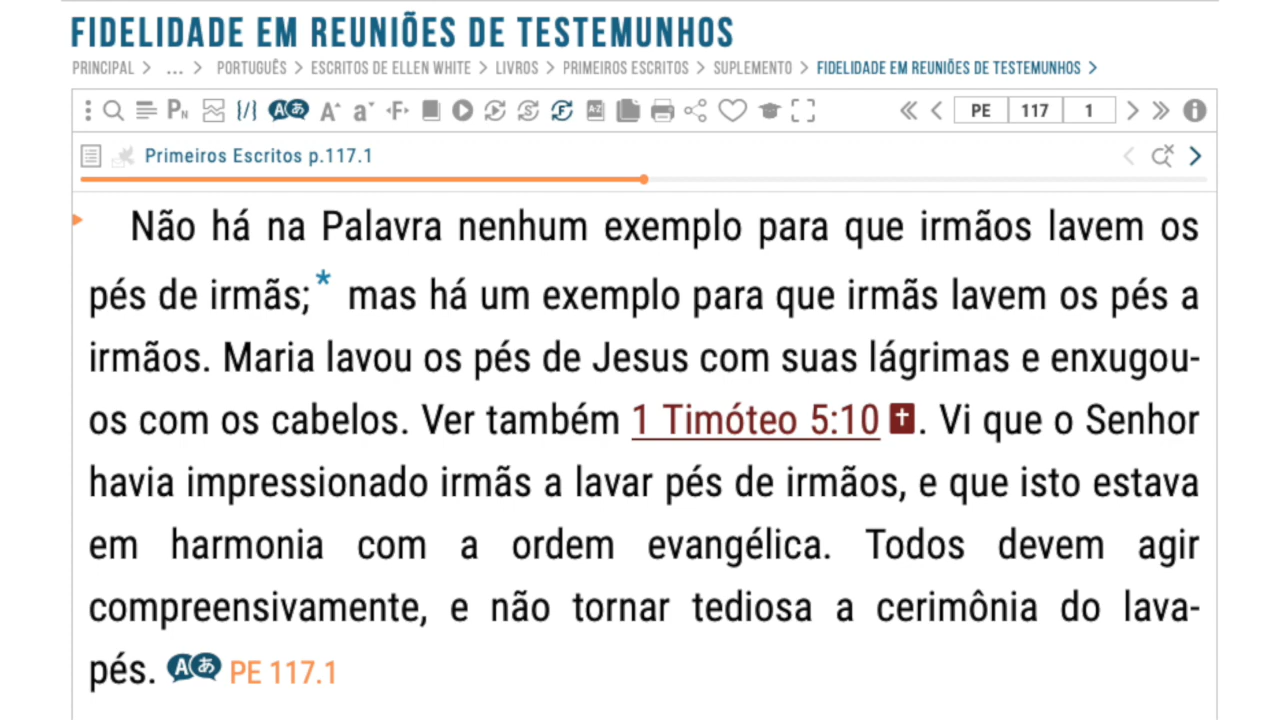 FIDELIDADE EM REUNIÕES DE TESTEMUNHOS
PRINCIPAL > ... > PORTUGUÊS > ESCRITOS DE ELLEN WHITE > LIVROS > PRIMEIROS ESCRITOS > SUPLEMENTO > FIDELIDADE EM REUNIÕES DE TESTEMUNHOS >
PN {/} Aあ A a F S F A-Z PE 117 1
Primeiros Escritos p.117.1
Não há na Palavra nenhum exemplo para que irmãos lavem os
pés de irmãs;* mas há um exemplo para que irmãs lavem os pés a
irmãos. Maria lavou os pés de Jesus com suas lágrimas e enxugou-
os com os cabelos. Ver também 1 Timóteo 5:10. Vi que o Senhor
havia impressionado irmãs a lavar pés de irmãos, e que isto estava
em harmonia com a ordem evangélica. Todos devem agir
compreensivamente, e não tornar tediosa a cerimônia do lava-
pés. Aあ PE 117.1